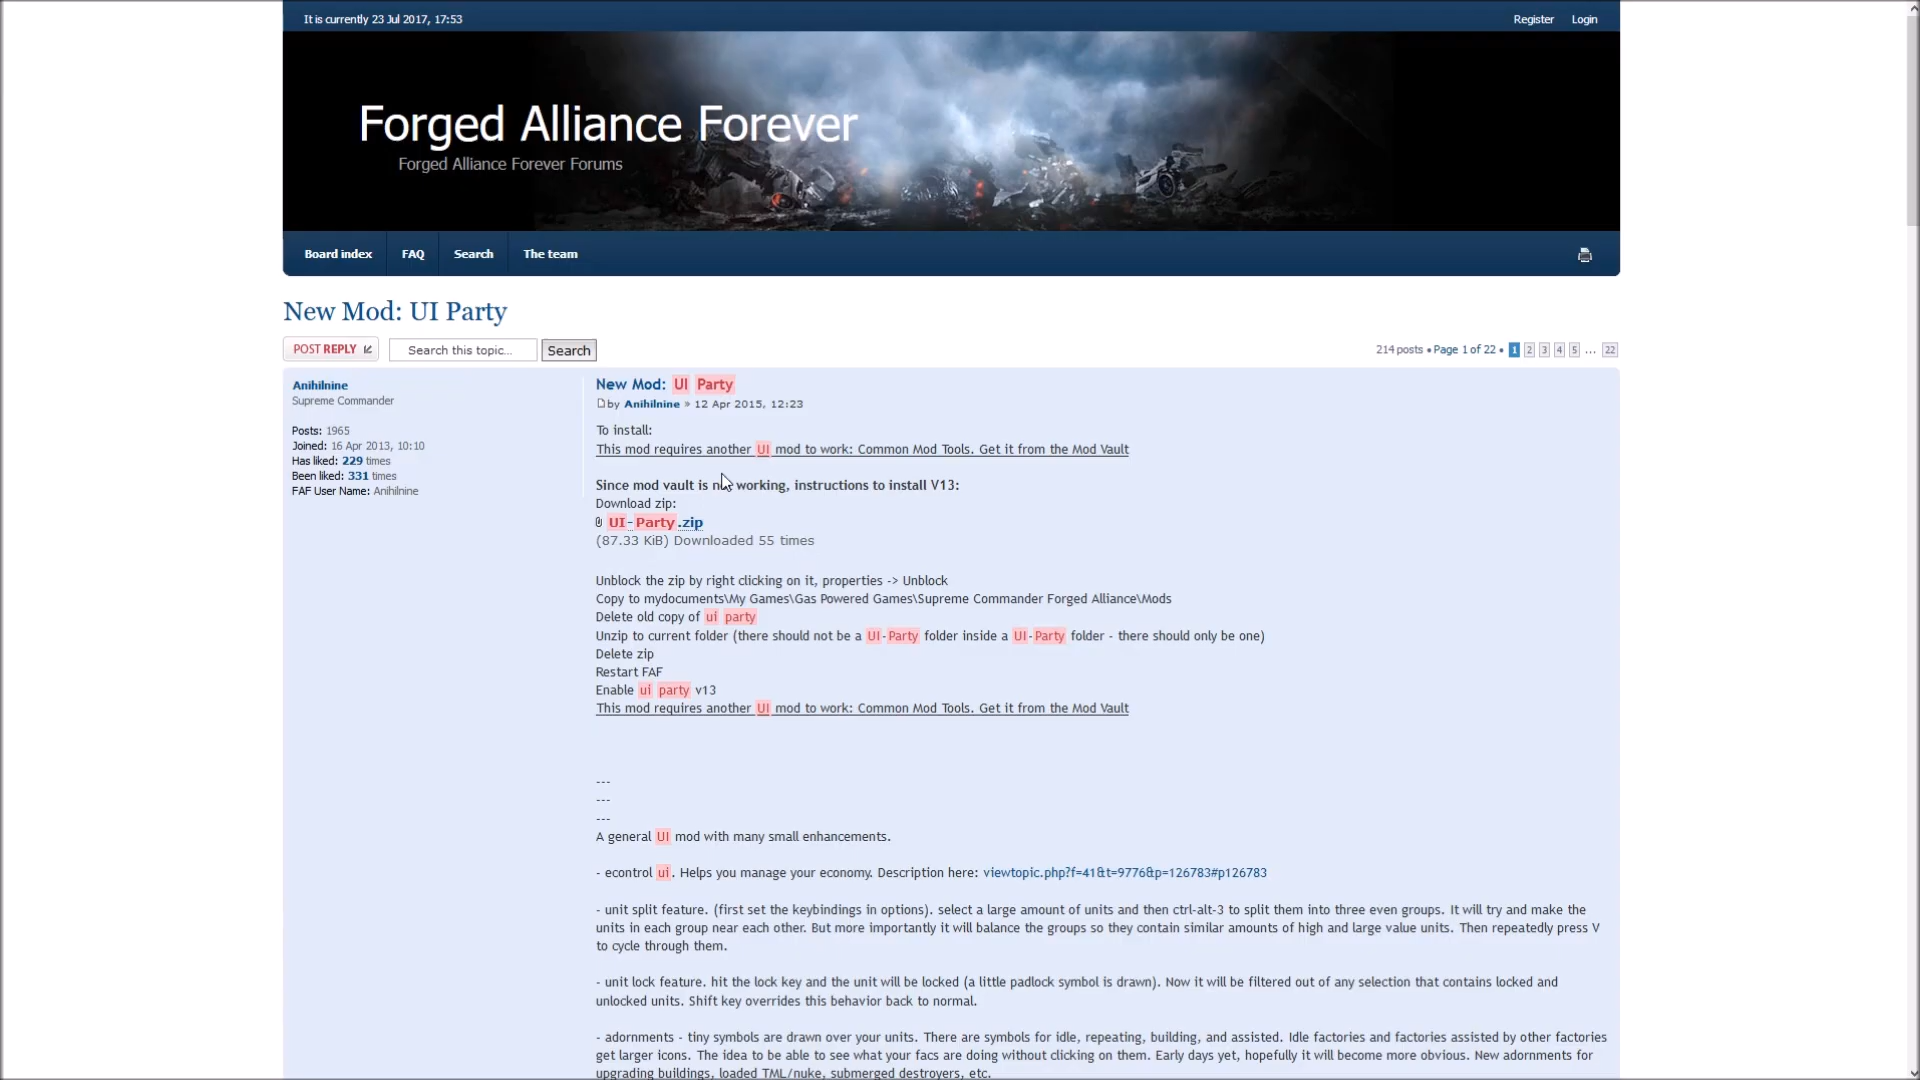 It is currently 23 Jul 2017, 17:53
Register Login
Forged Alliance Forever
Forged Alliance Forever Forums
Board index FAQ Search The team
New Mod: UI Party
POST REPLY Search this topic... Search
214 posts • Page 1 of 22 • 1 2 3 4 5 ... 22
Anihilnine
Supreme Commander
Posts: 1965
Joined: 16 Apr 2013, 10:10
Has liked: 229 times
Been liked: 331 times
FAF User Name: Anihilnine
New Mod: UI Party
by Anihilnine » 12 Apr 2015, 12:23
To install:
This mod requires another UI mod to work: Common Mod Tools. Get it from the Mod Vault
Since mod vault is not working, instructions to install V13:
Download zip:
UI-Party.zip
(87.33 KiB) Downloaded 55 times
Unblock the zip by right clicking on it, properties -> Unblock
Copy to mydocuments\My Games\Gas Powered Games\Supreme Commander Forged Alliance\Mods
Delete old copy of ui party
Unzip to current folder (there should not be a UI-Party folder inside a UI-Party folder - there should only be one)
Delete zip
Restart FAF
Enable ui party v13
This mod requires another UI mod to work: Common Mod Tools. Get it from the Mod Vault
---
---
---
A general UI mod with many small enhancements.
- econtrol ui. Helps you manage your economy. Description here: viewtopic.php?f=41&t=9776&p=126783#p126783
- unit split feature. (first set the keybindings in options). select a large amount of units and then ctrl-alt-3 to split them into three even groups. It will try and make the
units in each group near each other. But more importantly it will balance the groups so they contain similar amounts of high and large value units. Then repeatedly press V
to cycle through them.
- unit lock feature. hit the lock key and the unit will be locked (a little padlock symbol is drawn). Now it will be filtered out of any selection that contains locked and
unlocked units. Shift key overrides this behavior back to normal.
- adornments - tiny symbols are drawn over your units. There are symbols for idle, repeating, building, and assisted. Idle factories and factories assisted by other factories
get larger icons. The idea to be able to see what your facs are doing without clicking on them. Early days yet, hopefully it will become more obvious. New adornments for
upgrading buildings, loaded TML/nuke, submerged destroyers, etc.